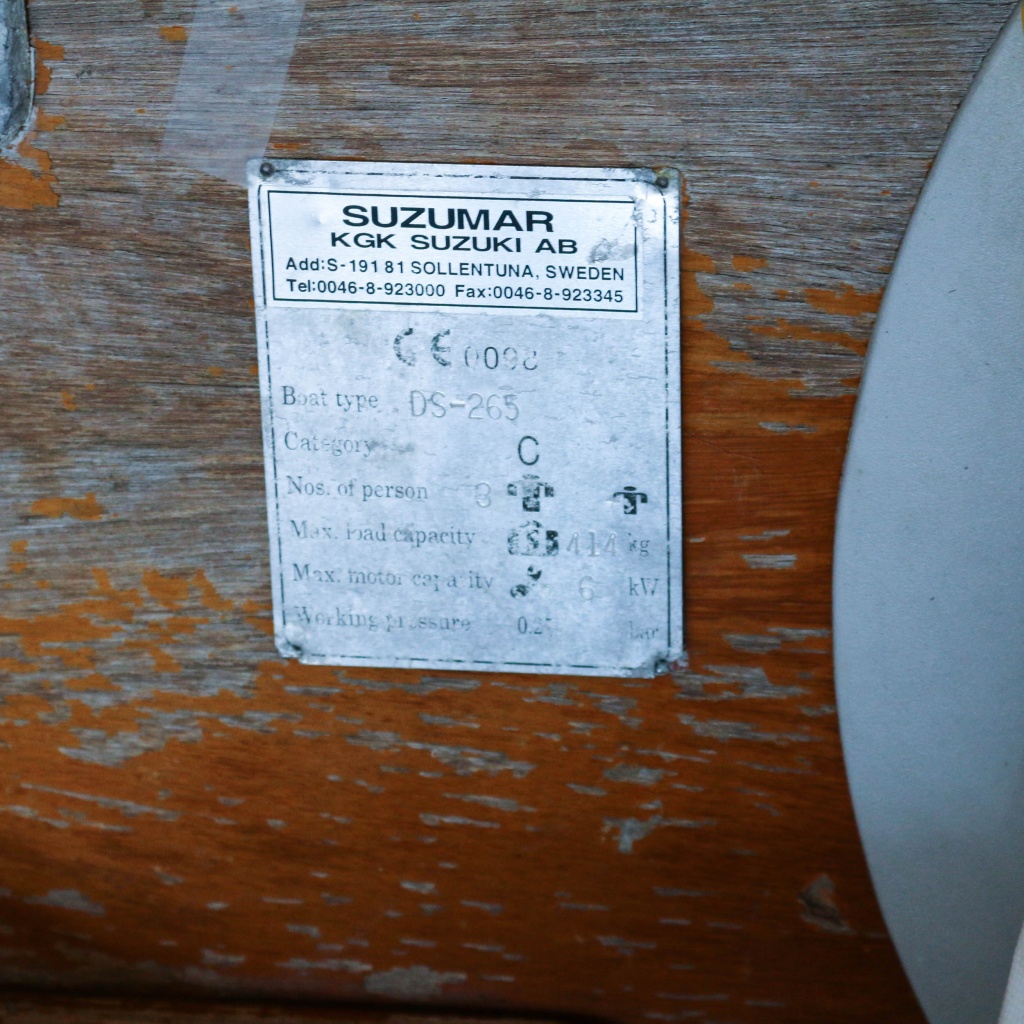 SUZUMAR
KGK SUZUKI AB
Add:S-191 81 SOLLENTUNA, SWEDEN
Tel:0046-8-923000 Fax:0046-8-923345
CE 0098
Boat type DS-265
Category C
Nos. of person 3
Max. load capacity 414 kg
Max. motor capacity 6 kW
Working pressure bar